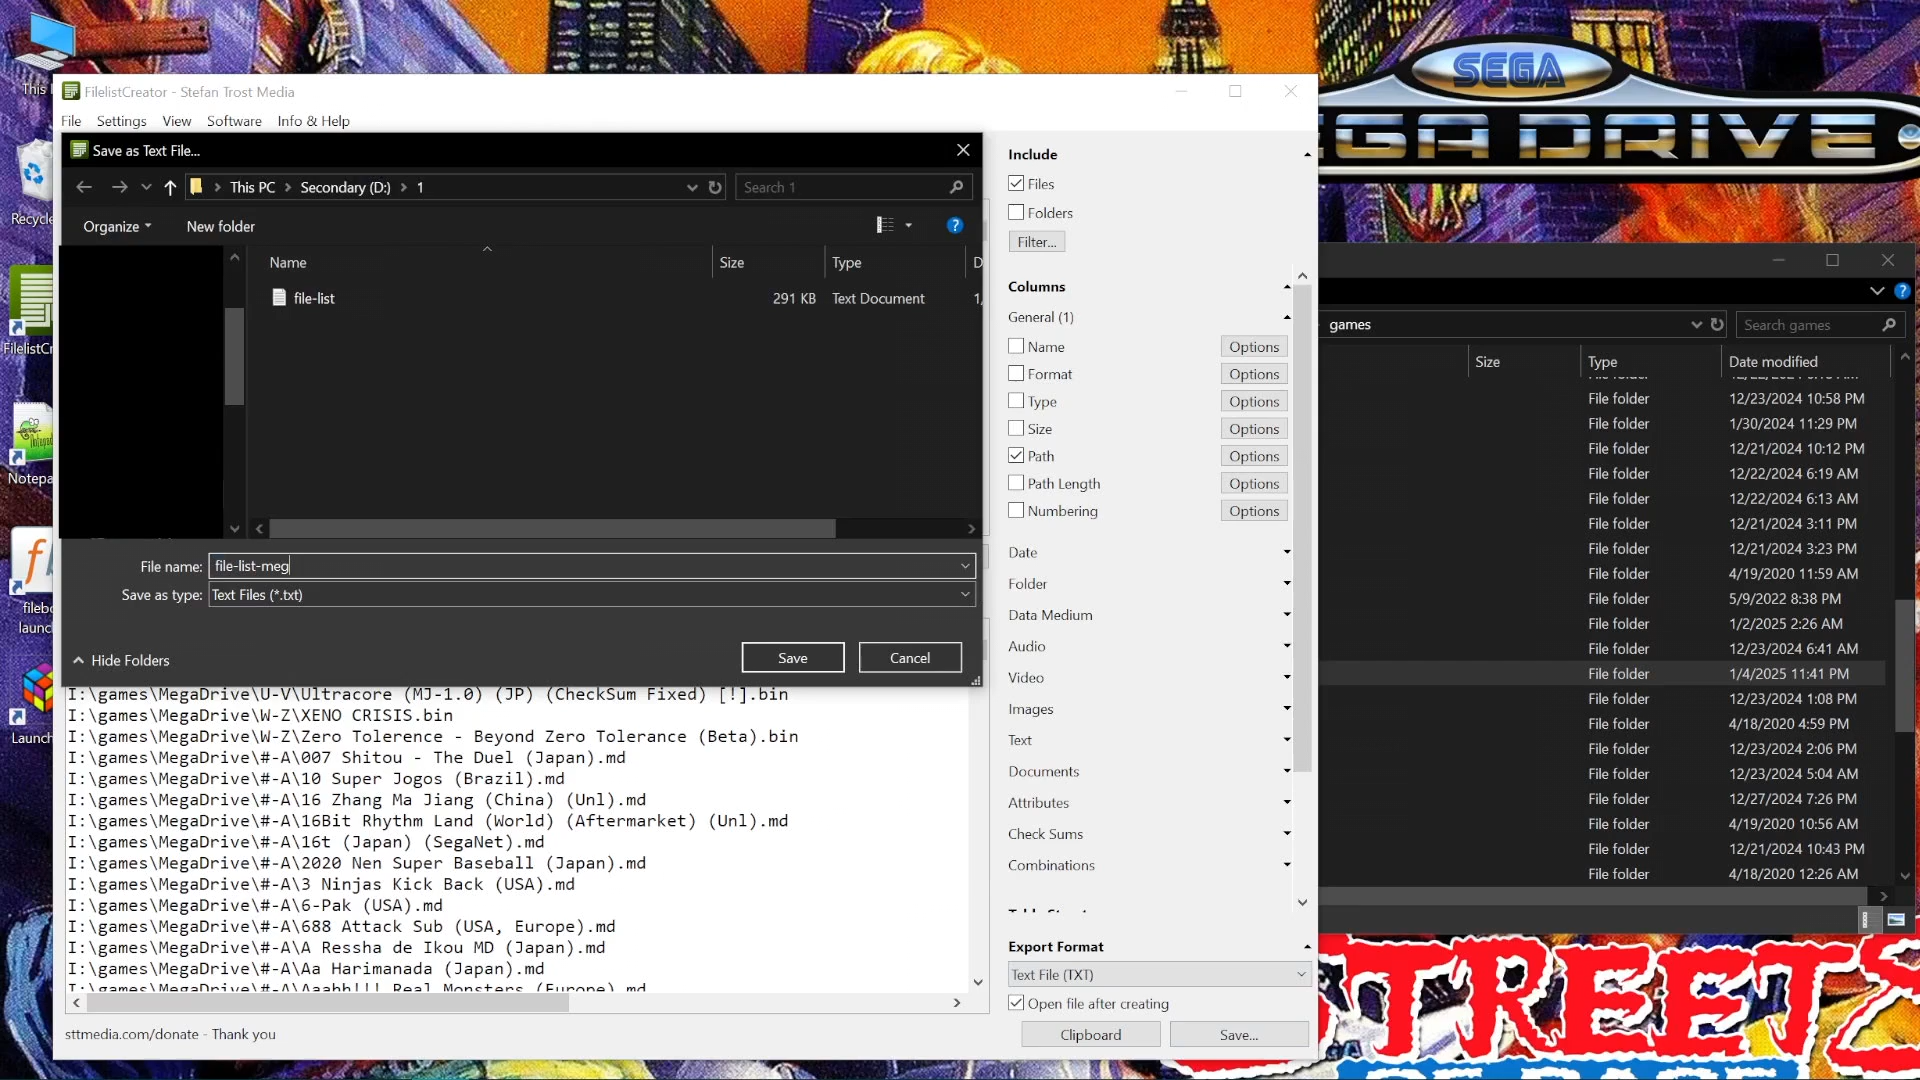 SEGA
MEGA DRIVE
This
Recycle
FilelistCr
Notepa
filebo
launc
Launch
FilelistCreator - Stefan Trost Media
File Settings View Software Info & Help
Save as Text File...
This PC > Secondary (D:) > 1
Search 1
Organize
New folder
Name Size Type D
file-list 291 KB Text Document 1/
File name: file-list-meg
Save as type: Text Files (*.txt)
Hide Folders
Save
Cancel
I:\games\MegaDrive\U-V\Ultracore (MJ-1.0) (JP) (CheckSum Fixed) [!].bin
I:\games\MegaDrive\W-Z\XENO CRISIS.bin
I:\games\MegaDrive\W-Z\Zero Tolerence - Beyond Zero Tolerance (Beta).bin
I:\games\MegaDrive\#-A\007 Shitou - The Duel (Japan).md
I:\games\MegaDrive\#-A\10 Super Jogos (Brazil).md
I:\games\MegaDrive\#-A\16 Zhang Ma Jiang (China) (Unl).md
I:\games\MegaDrive\#-A\16Bit Rhythm Land (World) (Aftermarket) (Unl).md
I:\games\MegaDrive\#-A\16t (Japan) (SegaNet).md
I:\games\MegaDrive\#-A\2020 Nen Super Baseball (Japan).md
I:\games\MegaDrive\#-A\3 Ninjas Kick Back (USA).md
I:\games\MegaDrive\#-A\6-Pak (USA).md
I:\games\MegaDrive\#-A\688 Attack Sub (USA, Europe).md
I:\games\MegaDrive\#-A\A Ressha de Ikou MD (Japan).md
I:\games\MegaDrive\#-A\Aa Harimanada (Japan).md
I:\games\MegaDrive\#-A\Aaahh!!! Real Monsters (Europe).md
sttmedia.com/donate - Thank you
Include
Files
Folders
Filter...
Columns
General (1)
Name Options
Format Options
Type Options
Size Options
Path Options
Path Length Options
Numbering Options
Date
Folder
Data Medium
Audio
Video
Images
Text
Documents
Attributes
Check Sums
Combinations
Export Format
Text File (TXT)
Open file after creating
Clipboard
Save...
games
Search games
Size Type Date modified
File folder 12/23/2024 10:58 PM
File folder 1/30/2024 11:29 PM
File folder 12/21/2024 10:12 PM
File folder 12/22/2024 6:19 AM
File folder 12/22/2024 6:13 AM
File folder 12/21/2024 3:11 PM
File folder 12/21/2024 3:23 PM
File folder 4/19/2020 11:59 AM
File folder 5/9/2022 8:38 PM
File folder 1/2/2025 2:26 AM
File folder 12/23/2024 6:41 AM
File folder 1/4/2025 11:41 PM
File folder 12/23/2024 1:08 PM
File folder 4/18/2020 4:59 PM
File folder 12/23/2024 2:06 PM
File folder 12/23/2024 5:04 AM
File folder 12/27/2024 7:26 PM
File folder 4/19/2020 10:56 AM
File folder 12/21/2024 10:43 PM
File folder 4/18/2020 12:26 AM
STREETS